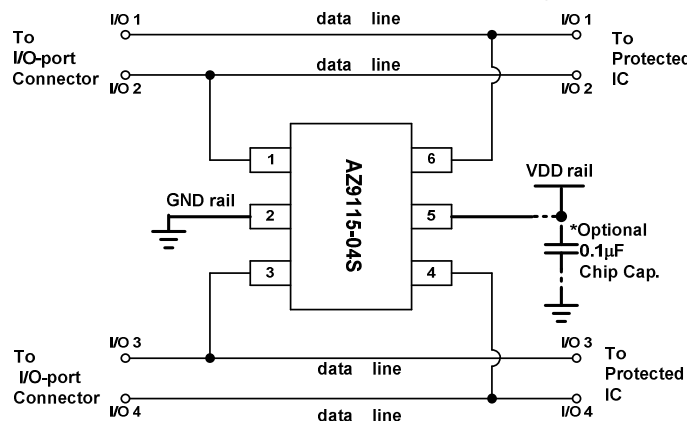 I/O 1 data line I/O 1
To
I/O-port
Connector
To
Protected
IC
data line
I/O 2 I/O 2
1 6
AZ9115-04S
VDD rail
GND rail
2 5
*Optional
0.1μF
Chip Cap.
3 4
I/O 3 I/O 3
To
I/O-port
Connector
data line
To
Protected
IC
I/O 4 I/O 4
data line